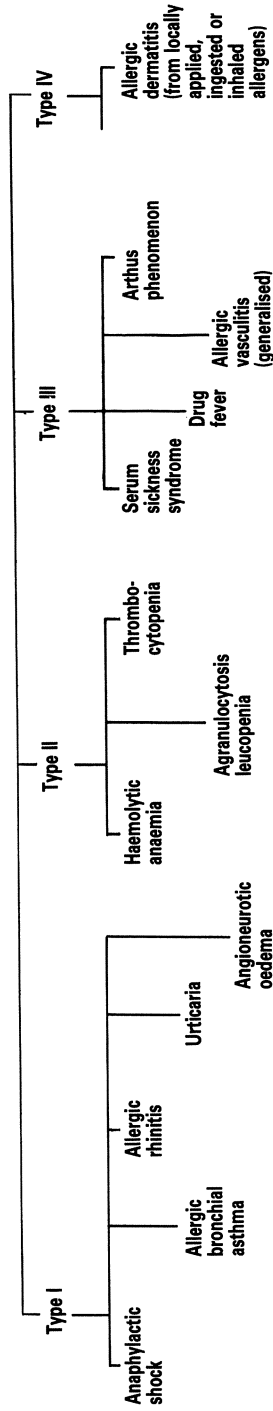 Type I
Anaphylactic
shock
Allergic
bronchial
asthma
Allergic
rhinitis
Urticaria
Angioneurotic
oedema
Type II
Haemolytic
anaemia
Agranulocytosis
leucopenia
Thrombo-
cytopenia
Type III
Serum
sickness
syndrome
Drug
fever
Allergic
vasculitis
(generalised)
Arthus
phenomenon
Type IV
Allergic
dermatitis
(from locally
applied,
ingested or
inhaled
allergens)